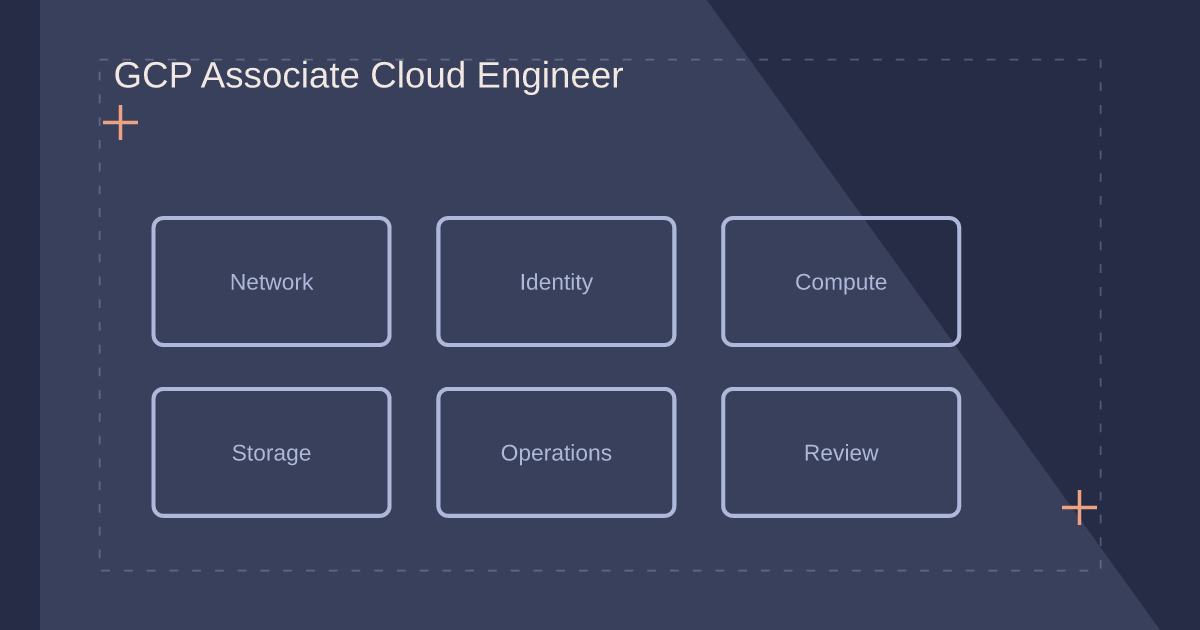 GCP Associate Cloud Engineer
Network
Identity
Compute
Storage
Operations
Review